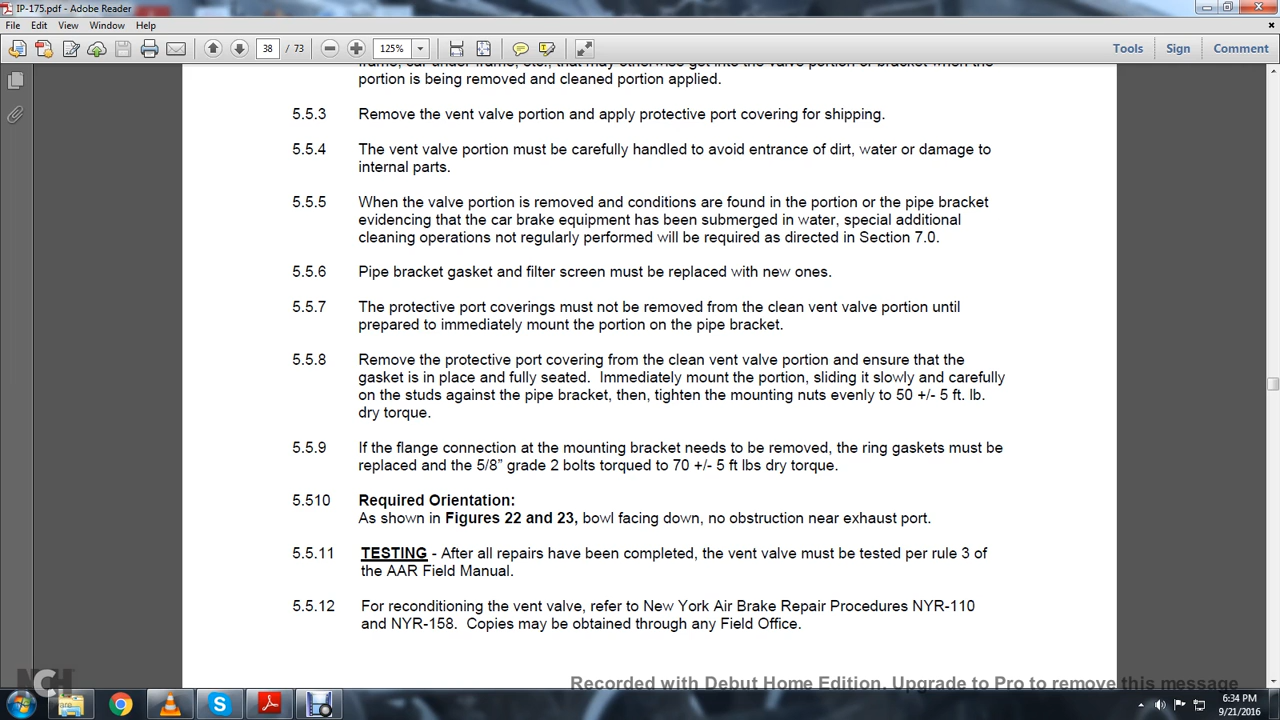 IP-175.pdf - Adobe Reader
File Edit View Window Help
38 / 73 125% Tools Sign Comment
portion is being removed and cleaned portion applied.
5.5.3 Remove the vent valve portion and apply protective port covering for shipping.
5.5.4 The vent valve portion must be carefully handled to avoid entrance of dirt, water or damage to
internal parts.
5.5.5 When the valve portion is removed and conditions are found in the portion or the pipe bracket
evidencing that the car brake equipment has been submerged in water, special additional
cleaning operations not regularly performed will be required as directed in Section 7.0.
5.5.6 Pipe bracket gasket and filter screen must be replaced with new ones.
5.5.7 The protective port coverings must not be removed from the clean vent valve portion until
prepared to immediately mount the portion on the pipe bracket.
5.5.8 Remove the protective port covering from the clean vent valve portion and ensure that the
gasket is in place and fully seated. Immediately mount the portion, sliding it slowly and carefully
on the studs against the pipe bracket, then, tighten the mounting nuts evenly to 50 +/- 5 ft. lb.
dry torque.
5.5.9 If the flange connection at the mounting bracket needs to be removed, the ring gaskets must be
replaced and the 5/8” grade 2 bolts torqued to 70 +/- 5 ft lbs dry torque.
5.510 Required Orientation:
As shown in Figures 22 and 23, bowl facing down, no obstruction near exhaust port.
5.5.11 TESTING - After all repairs have been completed, the vent valve must be tested per rule 3 of
the AAR Field Manual.
5.5.12 For reconditioning the vent valve, refer to New York Air Brake Repair Procedures NYR-110
and NYR-158. Copies may be obtained through any Field Office.
Recorded with Debut Home Edition. Upgrade to Pro to remove this message
NCH
6:34 PM
9/21/2016